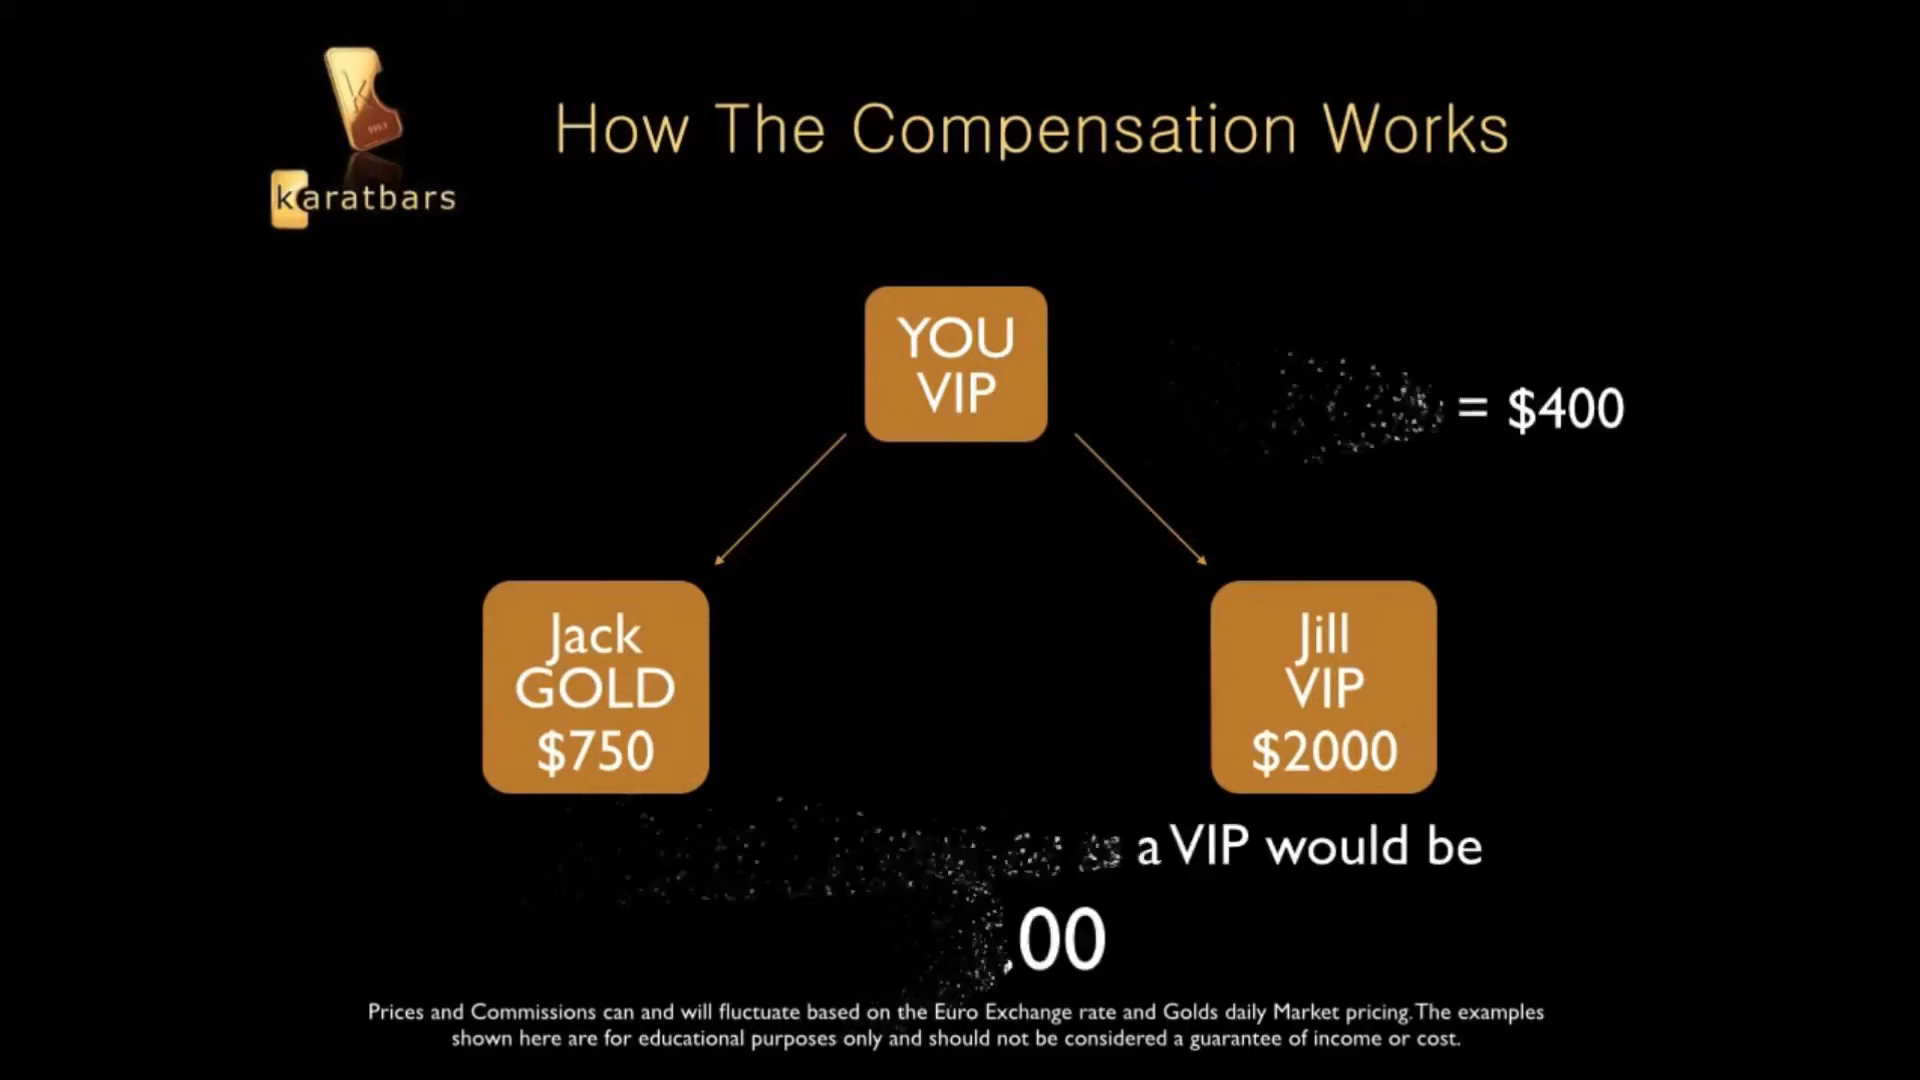 karatbars
How The Compensation Works
YOU
VIP
= $400
Jack
GOLD
$750
Jill
VIP
$2000
a VIP would be
.00
Prices and Commissions can and will fluctuate based on the Euro Exchange rate and Golds daily Market pricing. The examples
shown here are for educational purposes only and should not be considered a guarantee of income or cost.